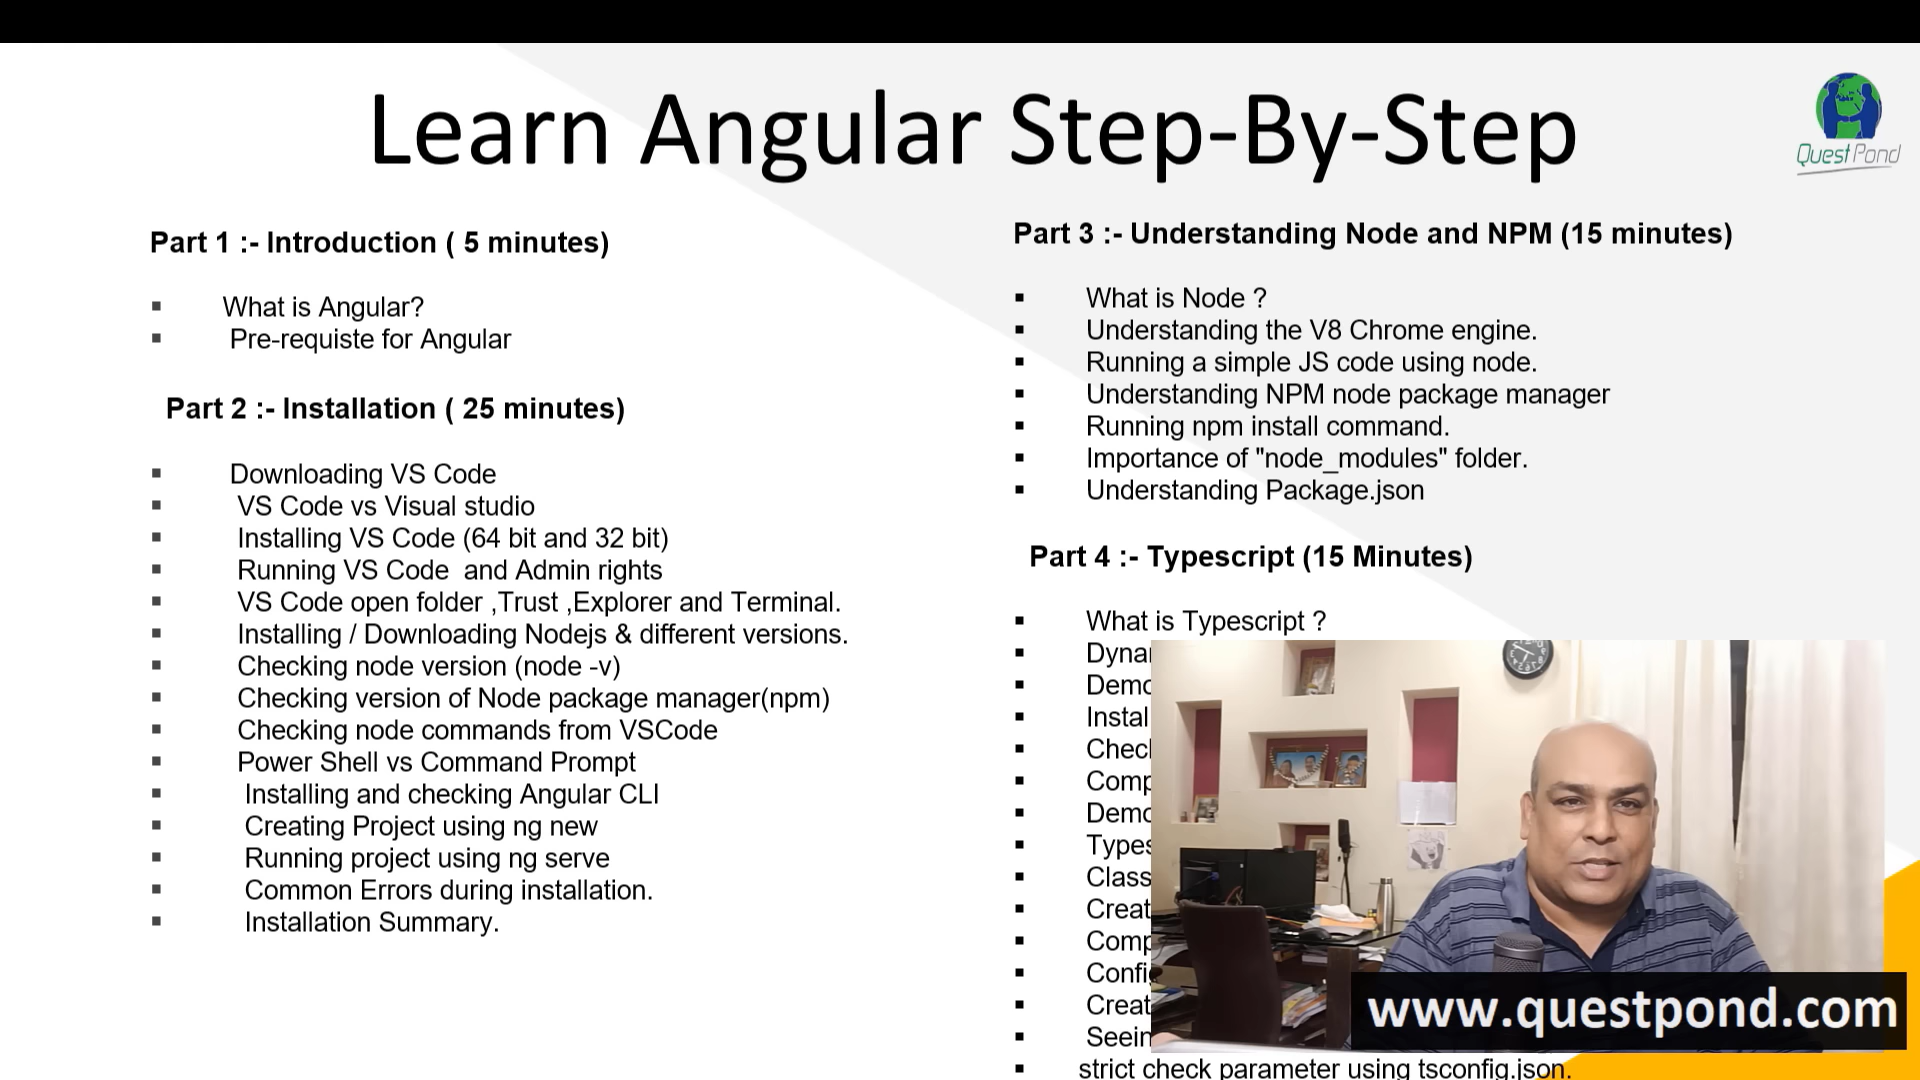 Learn Angular Step-By-Step
QuestPond
Part 1 :- Introduction ( 5 minutes)
What is Angular?
Pre-requiste for Angular
Part 2 :- Installation ( 25 minutes)
Downloading VS Code
VS Code vs Visual studio
Installing VS Code (64 bit and 32 bit)
Running VS Code and Admin rights
VS Code open folder ,Trust ,Explorer and Terminal.
Installing / Downloading Nodejs & different versions.
Checking node version (node -v)
Checking version of Node package manager(npm)
Checking node commands from VSCode
Power Shell vs Command Prompt
Installing and checking Angular CLI
Creating Project using ng new
Running project using ng serve
Common Errors during installation.
Installation Summary.
Part 3 :- Understanding Node and NPM (15 minutes)
What is Node ?
Understanding the V8 Chrome engine.
Running a simple JS code using node.
Understanding NPM node package manager
Running npm install command.
Importance of "node_modules" folder.
Understanding Package.json
Part 4 :- Typescript (15 Minutes)
What is Typescript ?
strict check parameter using tsconfig.json.
www.questpond.com